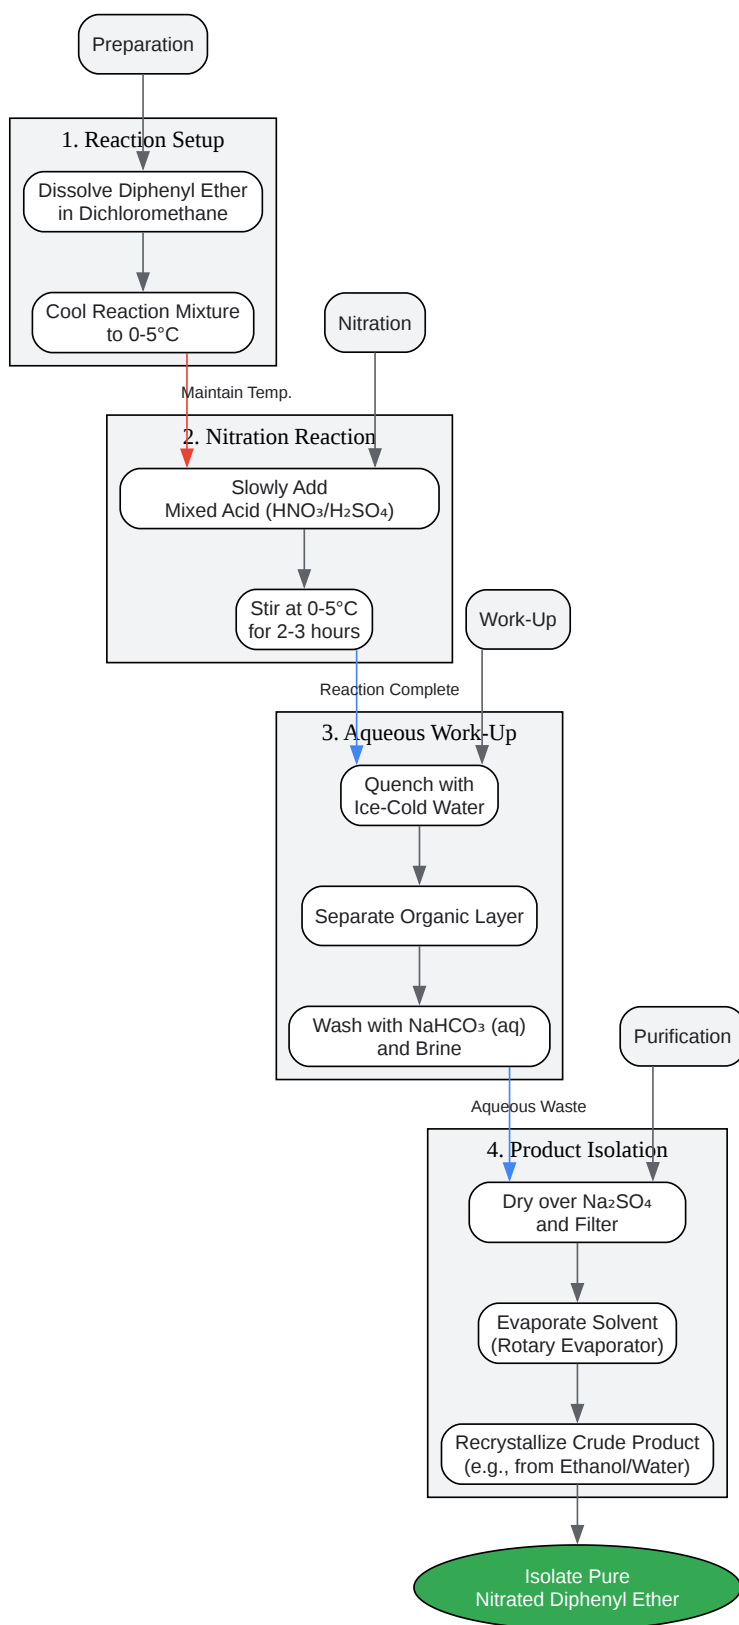 Preparation
1. Reaction Setup
Dissolve Diphenyl Ether
in Dichloromethane
Cool Reaction Mixture
to 0-5°C
Nitration
Maintain Temp.
2. Nitration Reaction
Slowly Add
Mixed Acid (HNO₃/H₂SO₄)
Stir at 0-5°C
for 2-3 hours
Work-Up
Reaction Complete
3. Aqueous Work-Up
Quench with
Ice-Cold Water
Separate Organic Layer
Wash with NaHCO₃ (aq)
and Brine
Purification
Aqueous Waste
4. Product Isolation
Dry over Na₂SO₄
and Filter
Evaporate Solvent
(Rotary Evaporator)
Recrystallize Crude Product
(e.g., from Ethanol/Water)
Isolate Pure
Nitrated Diphenyl Ether